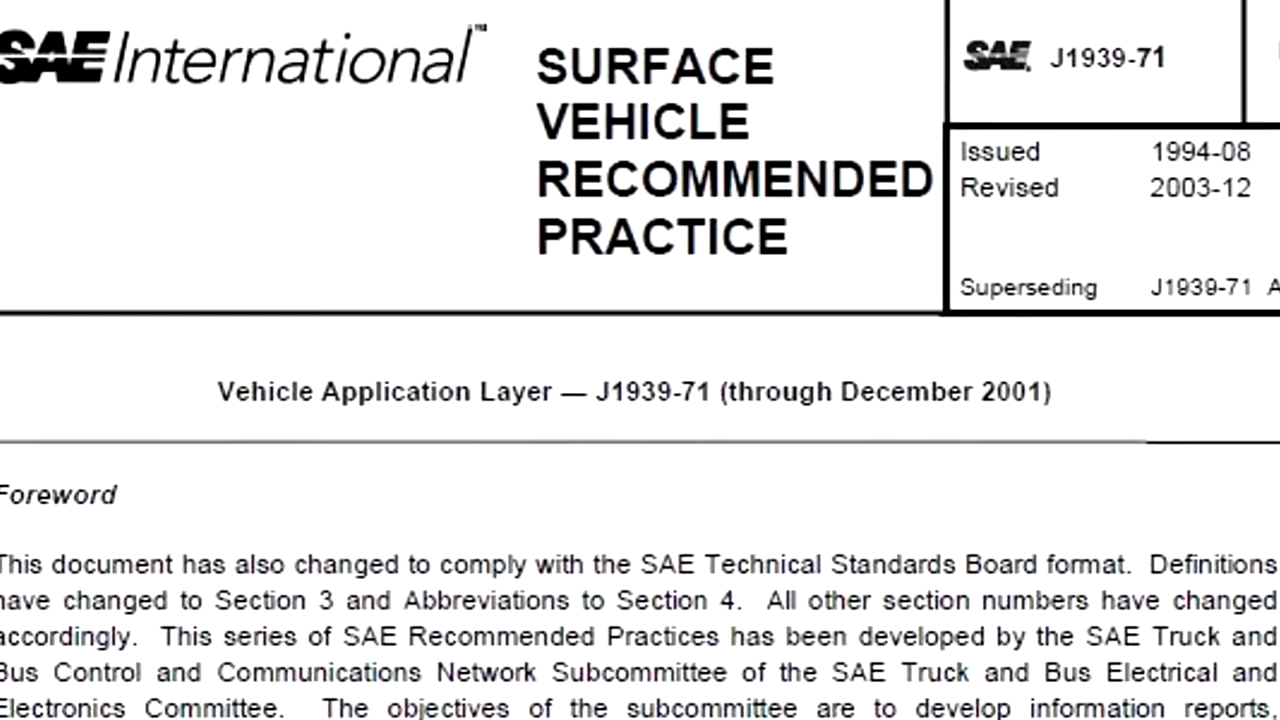 SAE International™
SURFACE
VEHICLE
RECOMMENDED
PRACTICE
SAE J1939-71
Issued 1994-08
Revised 2003-12
Superseding J1939-71 A
Vehicle Application Layer — J1939-71 (through December 2001)
Foreword
This document has also changed to comply with the SAE Technical Standards Board format. Definitions
have changed to Section 3 and Abbreviations to Section 4. All other section numbers have changed
accordingly. This series of SAE Recommended Practices has been developed by the SAE Truck and
Bus Control and Communications Network Subcommittee of the SAE Truck and Bus Electrical and
Electronics Committee. The objectives of the subcommittee are to develop information reports,